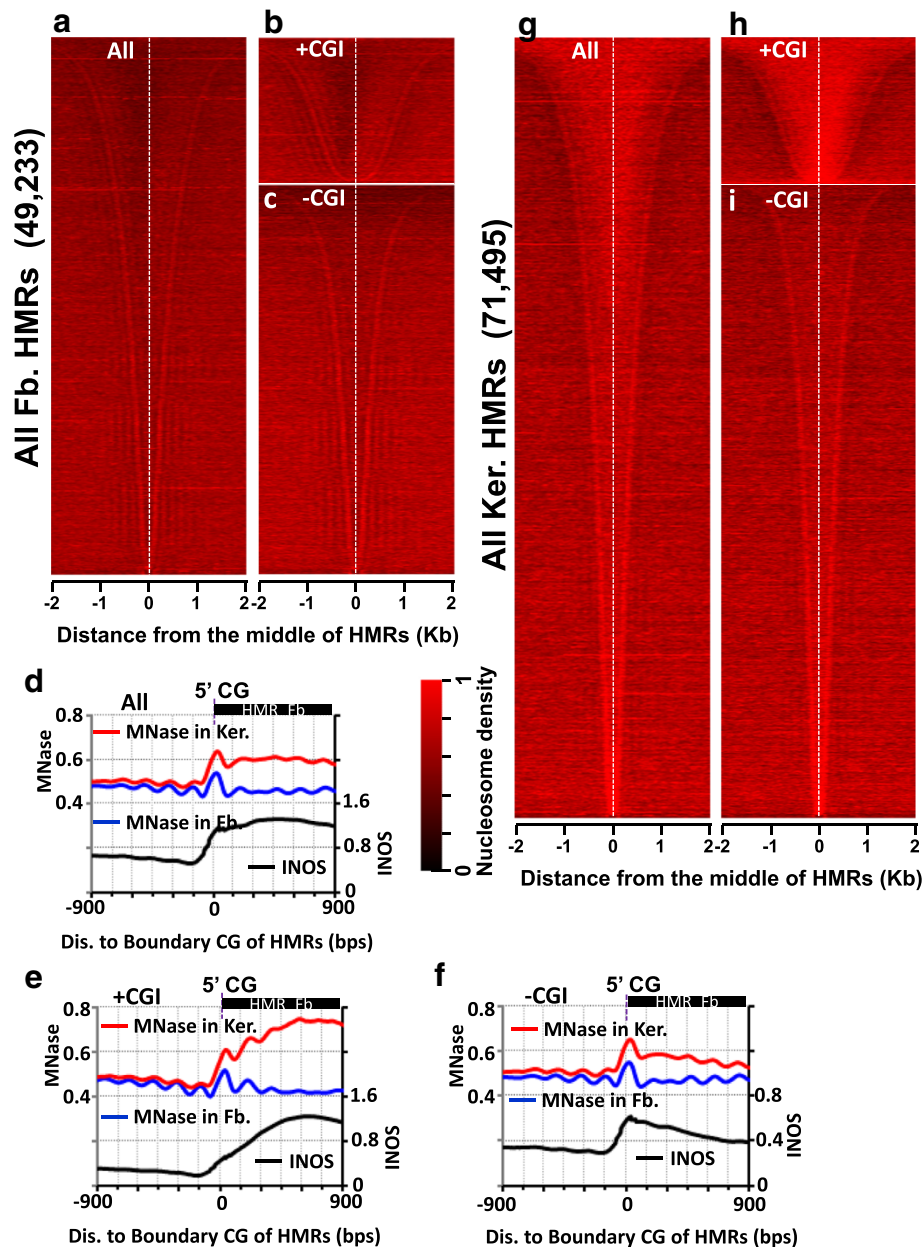 a
All
b
+CGI
c
-CGI
All Fb. HMRs (49,233)
-2 -1 0 1 2
-2 -1 0 1 2
Distance from the middle of HMRs (Kb)
g
All
h
+CGI
i
-CGI
All Ker. HMRs (71,495)
-2 -1 0 1 2
-2 -1 0 1 2
Distance from the middle of HMRs (Kb)
0 1
Nucleosome density
d
All
5' CG
HMR Fb
MNase in Ker.
MNase in Fb.
INOS
MNase
0.8
0.6
0.4
1.6
0.8
0
INOS
-900 0 900
Dis. to Boundary CG of HMRs (bps)
e
+CGI
5' CG
HMR Fb
MNase in Ker.
MNase in Fb.
INOS
MNase
0.8
0.6
0.4
1.6
0.8
0
INOS
-900 0 900
Dis. to Boundary CG of HMRs (bps)
f
-CGI
5' CG
HMR Fb
MNase in Ker.
MNase in Fb.
INOS
MNase
0.8
0.6
0.4
0.8
0.4
0
INOS
-900 0 900
Dis. to Boundary CG of HMRs (bps)